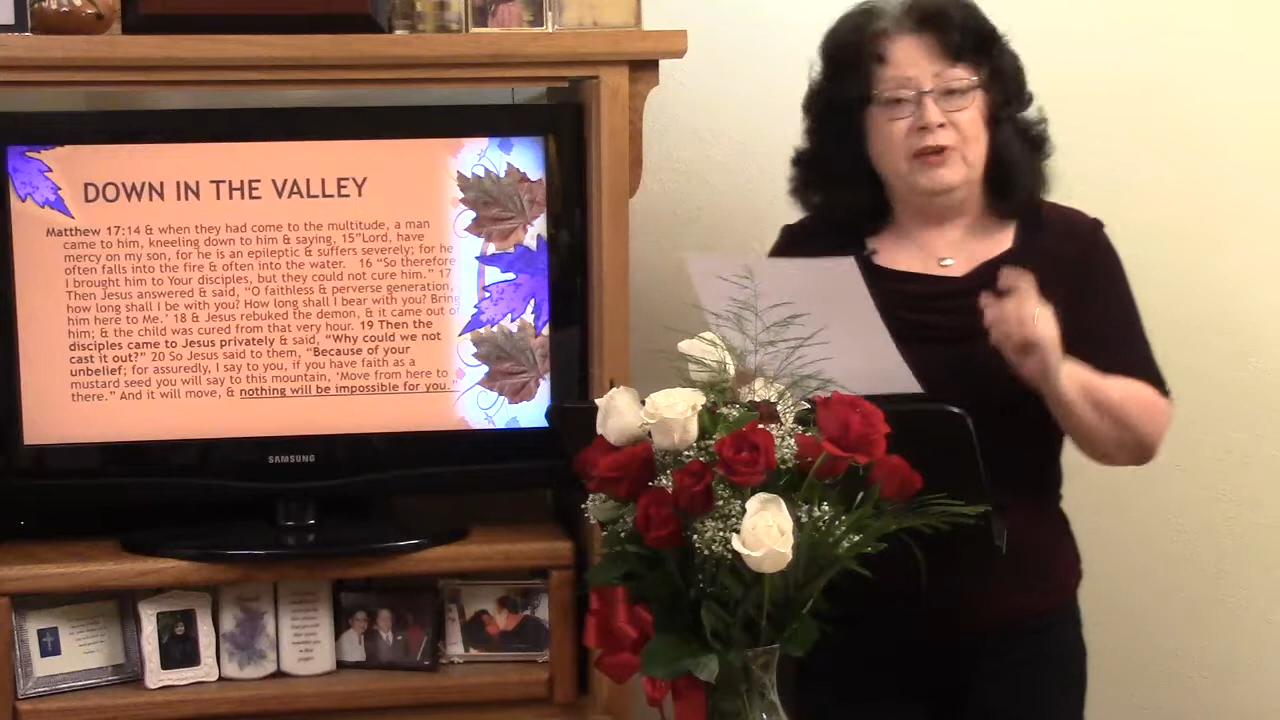 DOWN IN THE VALLEY
Matthew 17:14 & when they had come to the multitude, a man
came to him, kneeling down to him & saying, 15"Lord, have
mercy on my son, for he is an epileptic & suffers severely; for he
often falls into the fire & often into the water. 16 "So therefore
I brought him to Your disciples, but they could not cure him." 17
Then Jesus answered & said, "O faithless & perverse generation,
how long shall I be with you? How long shall I bear with you? Bring
him here to Me.' 18 & Jesus rebuked the demon, & it came out of
him; & the child was cured from that very hour. 19 Then the
disciples came to Jesus privately & said, "Why could we not
cast it out?" 20 So Jesus said to them, "Because of your
unbelief; for assuredly, I say to you, if you have faith as a
mustard seed you will say to this mountain, 'Move from here to
there." And it will move, & nothing will be impossible for you."
SAMSUNG